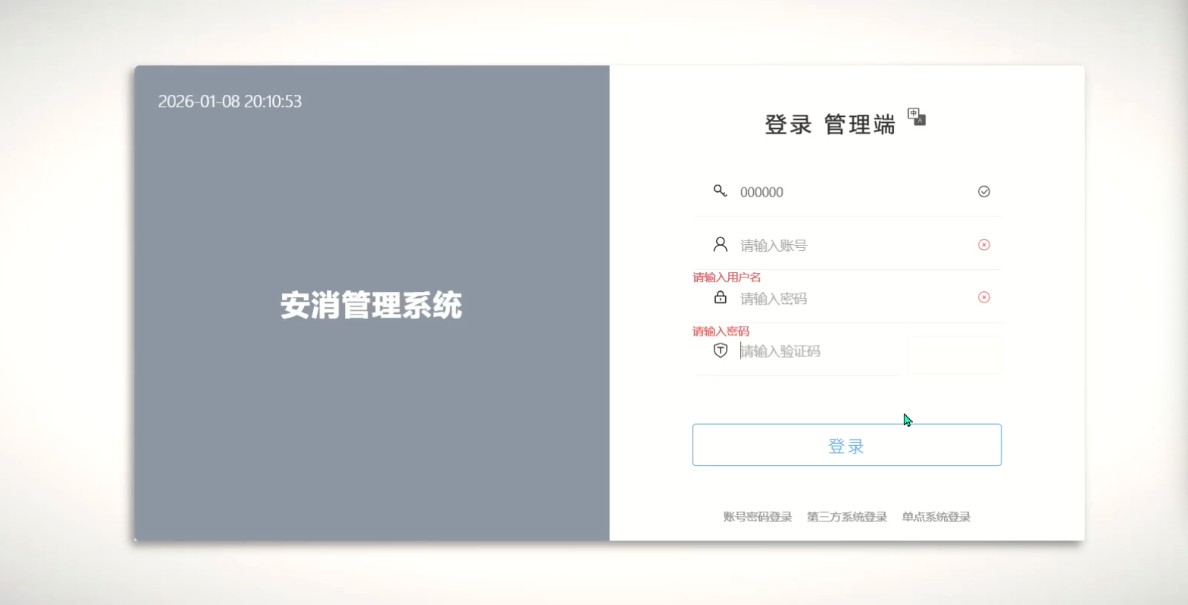 2026-01-08 20:10:53
安消管理系统
登录 管理端
中
A
000000
请输入账号
请输入用户名
请输入密码
请输入密码
请输入验证码
登录
账号密码登录 第三方系统登录 单点系统登录